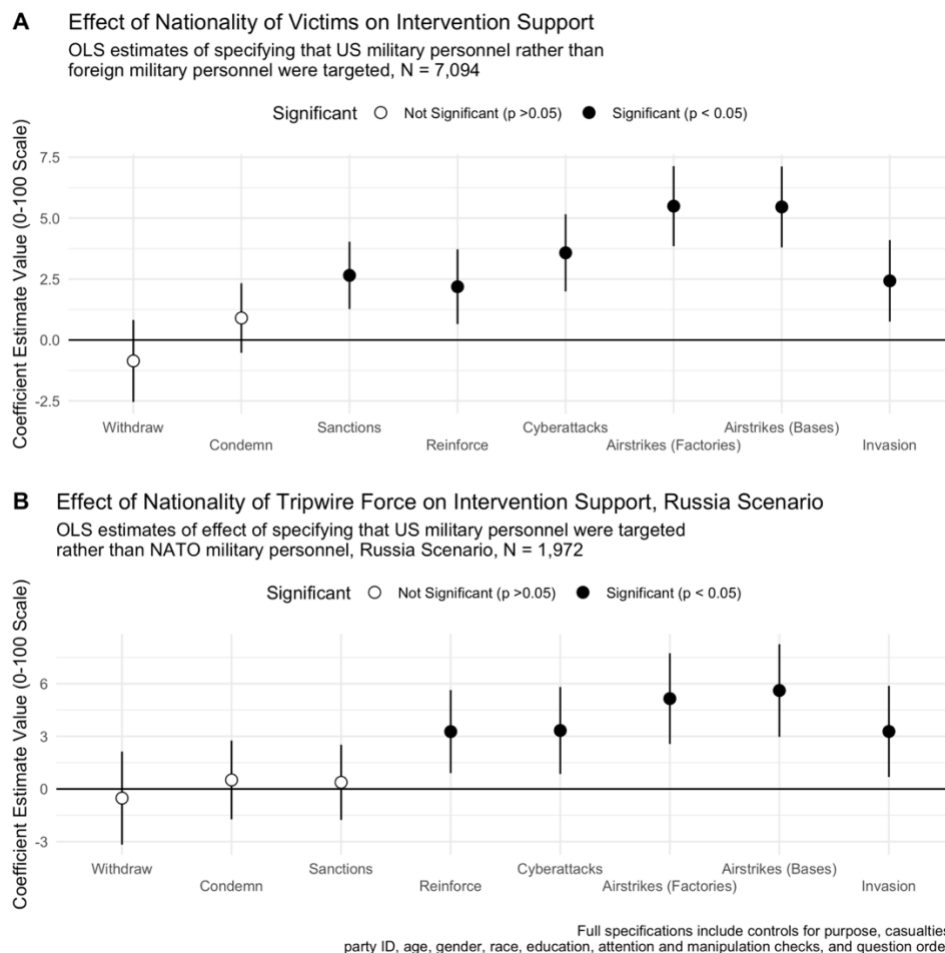 A Effect of Nationality of Victims on Intervention Support
OLS estimates of specifying that US military personnel rather than
foreign military personnel were targeted, N = 7,094
Significant Not Significant (p >0.05) Significant (p < 0.05)
Coefficient Estimate Value (0-100 Scale)
7.5
5.0
2.5
0.0
-2.5
Withdraw Sanctions Cyberattacks Airstrikes (Bases)
Condemn Reinforce Airstrikes (Factories) Invasion
B Effect of Nationality of Tripwire Force on Intervention Support, Russia Scenario
OLS estimates of effect of specifying that US military personnel were targeted
rather than NATO military personnel, Russia Scenario, N = 1,972
Significant Not Significant (p >0.05) Significant (p < 0.05)
Coefficient Estimate Value (0-100 Scale)
6
3
0
-3
Withdraw Sanctions Cyberattacks Airstrikes (Bases)
Condemn Reinforce Airstrikes (Factories) Invasion
Full specifications include controls for purpose, casualties
party ID, age, gender, race, education, attention and manipulation checks, and question orde